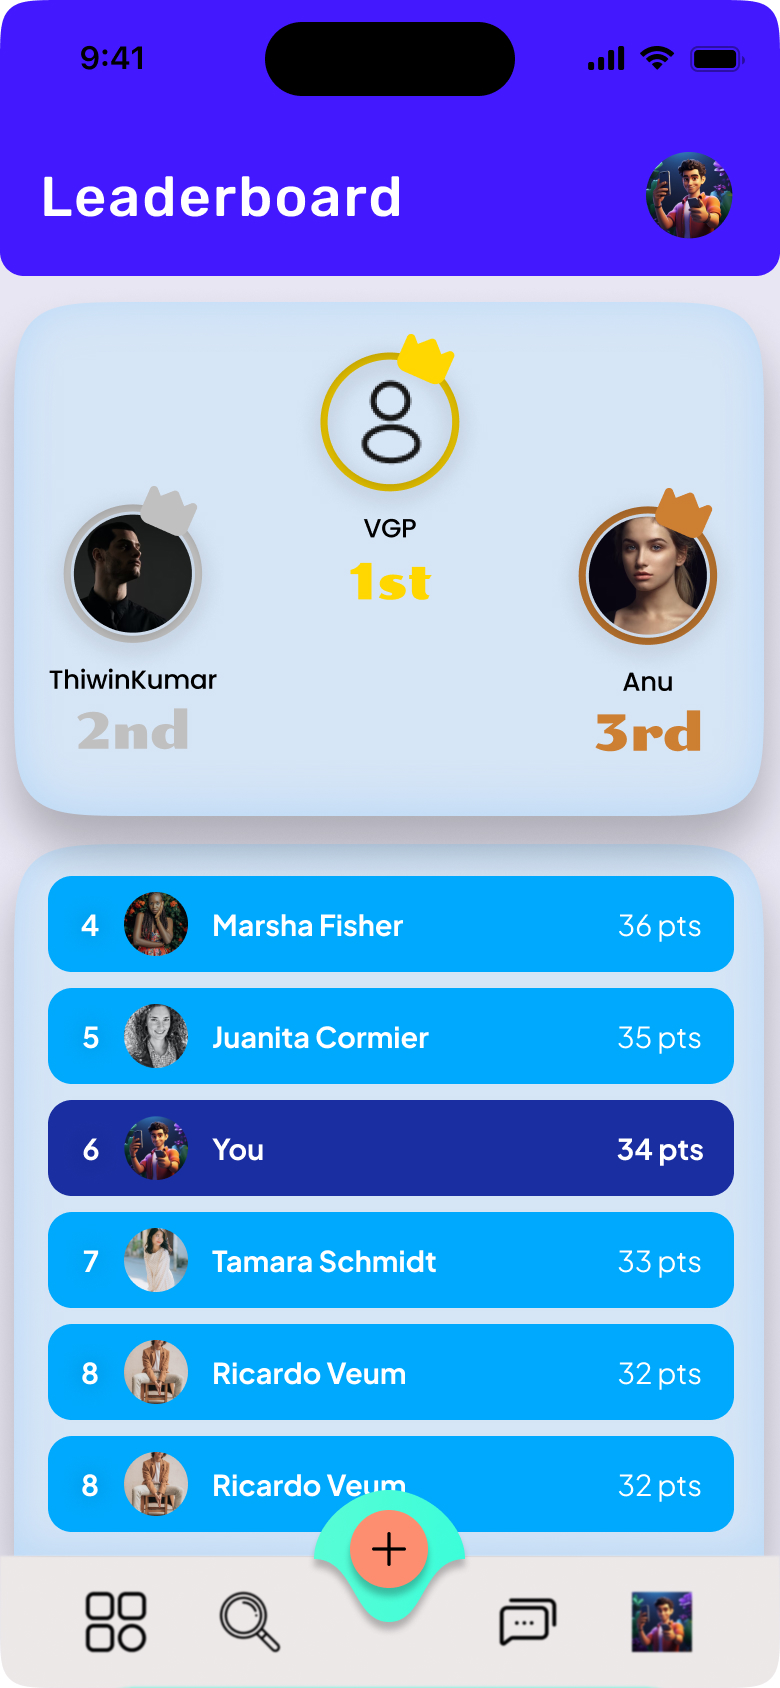 9:41
Leaderboard
VGP
1st
ThiwinKumar
2nd
Anu
3rd
4 Marsha Fisher 36 pts
5 Juanita Cormier 35 pts
6 You 34 pts
7 Tamara Schmidt 33 pts
8 Ricardo Veum 32 pts
8 Ricardo Veum 32 pts